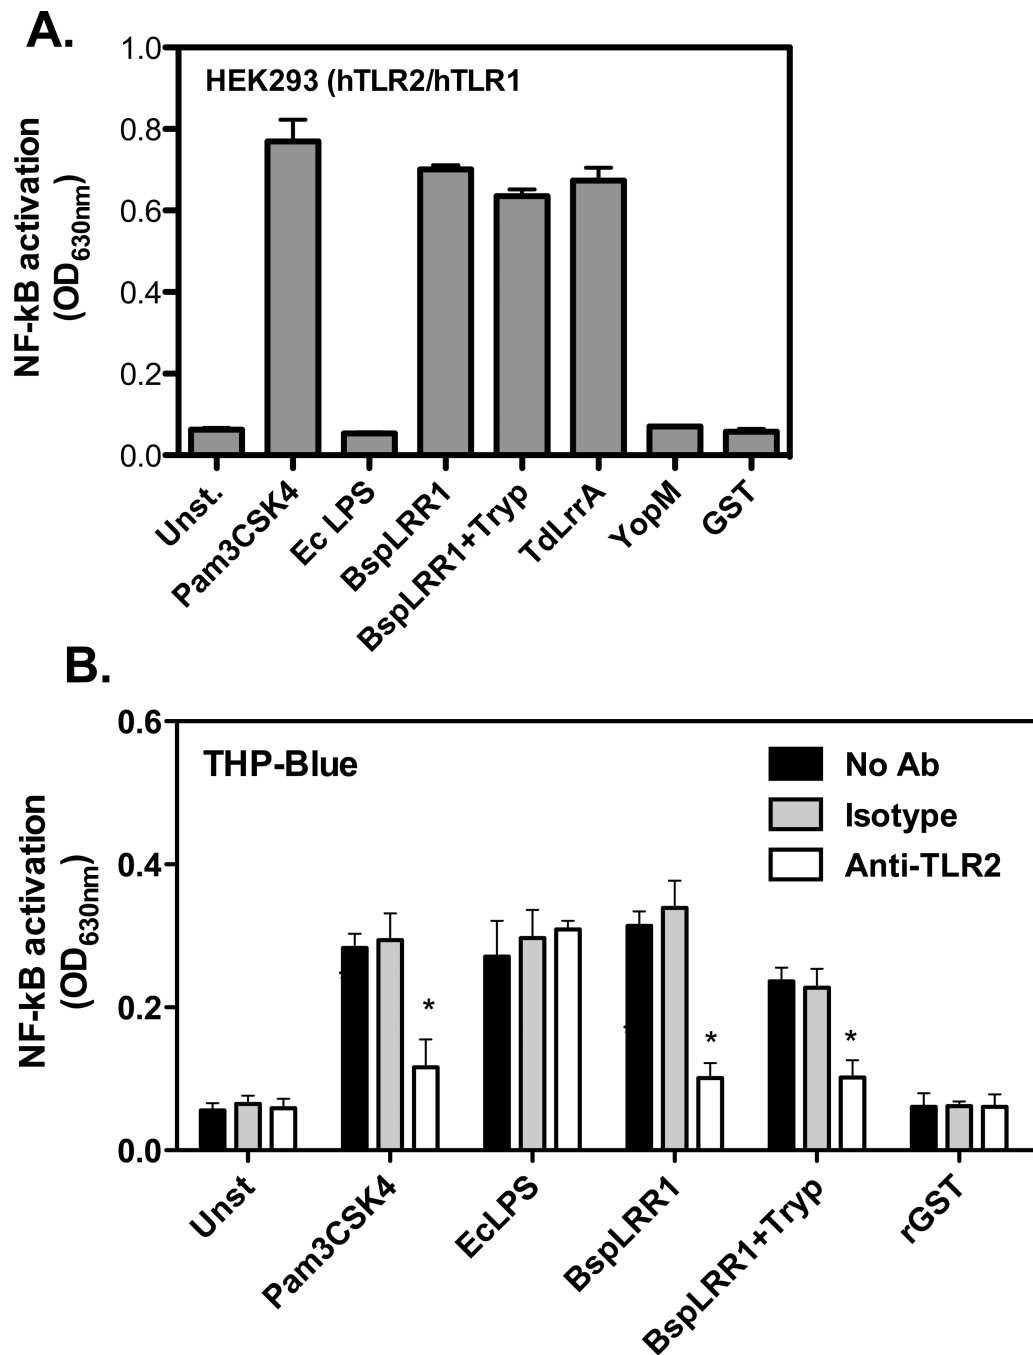 A.
HEK293 (hTLR2/hTLR1
NF-kB activation
(OD630nm)
1.0
0.8
0.6
0.4
0.2
0.0
Unst.
Pam3CSK4
Ec LPS
BspLRR1
BspLRR1+Tryp
TdLrrA
YopM
GST
B.
THP-Blue
No Ab
Isotype
Anti-TLR2
NF-kB activation
(OD630nm)
0.6
0.4
0.2
0.0
*
*
*
Unst
Pam3CSK4
EcLPS
BspLRR1
BspLRR1+Tryp
rGST